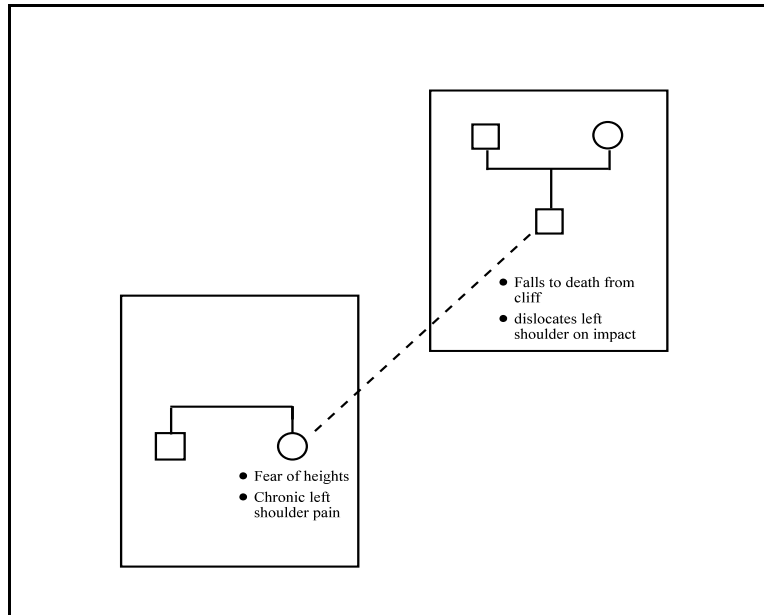 ● Falls to death from
cliff
● dislocates left
shoulder on impact
● Fear of heights
● Chronic left
shoulder pain